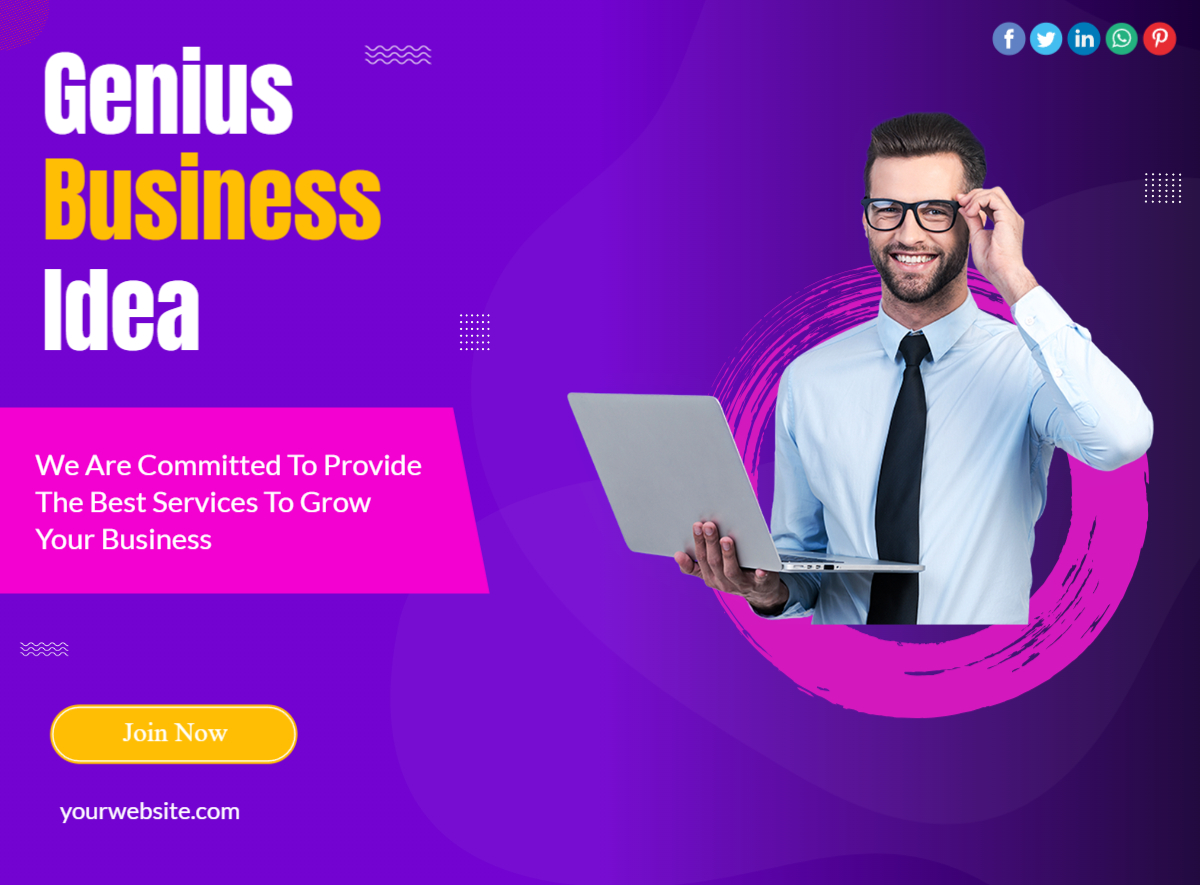 Genius
Business
Idea
We Are Committed To Provide
The Best Services To Grow
Your Business
Join Now
yourwebsite.com